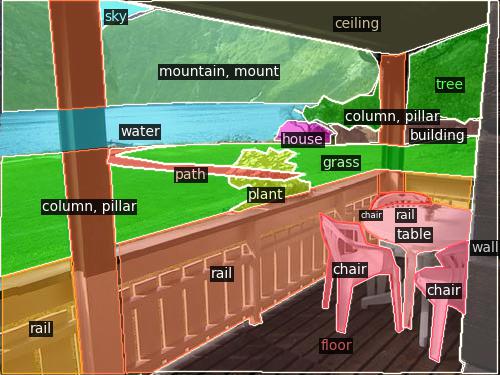 sky
ceiling
mountain, mount
tree
column, pillar
water
building
house
grass
path
plant
column, pillar
chair
rail
table
wall
rail
chair
chair
rail
floor